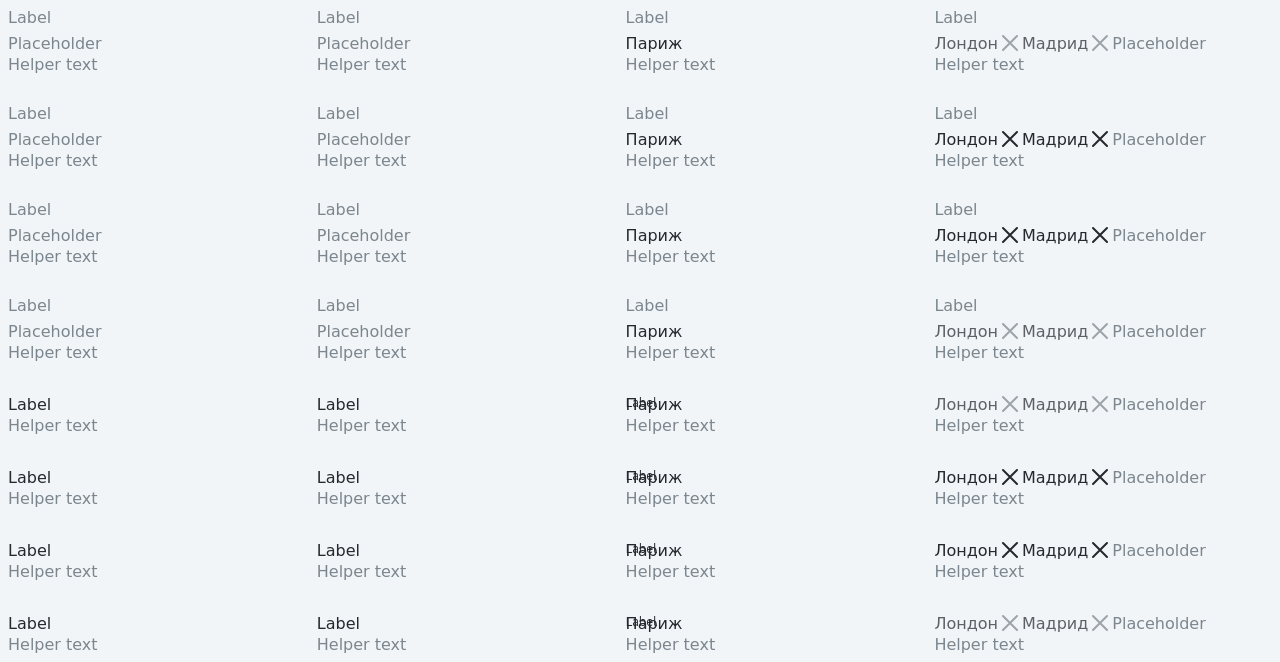 Label Label Label Label
Placeholder Placeholder Париж Лондон Мадрид Placeholder
Helper text Helper text Helper text Helper text
Label Label Label Label
Placeholder Placeholder Париж Лондон Мадрид Placeholder
Helper text Helper text Helper text Helper text
Label Label Label Label
Placeholder Placeholder Париж Лондон Мадрид Placeholder
Helper text Helper text Helper text Helper text
Label Label Label Label
Placeholder Placeholder Париж Лондон Мадрид Placeholder
Helper text Helper text Helper text Helper text
Label Label Label Париж Лондон Мадрид Placeholder
Helper text Helper text Helper text Helper text
Label Label Label Париж Лондон Мадрид Placeholder
Helper text Helper text Helper text Helper text
Label Label Label Париж Лондон Мадрид Placeholder
Helper text Helper text Helper text Helper text
Label Label Label Париж Лондон Мадрид Placeholder
Helper text Helper text Helper text Helper text